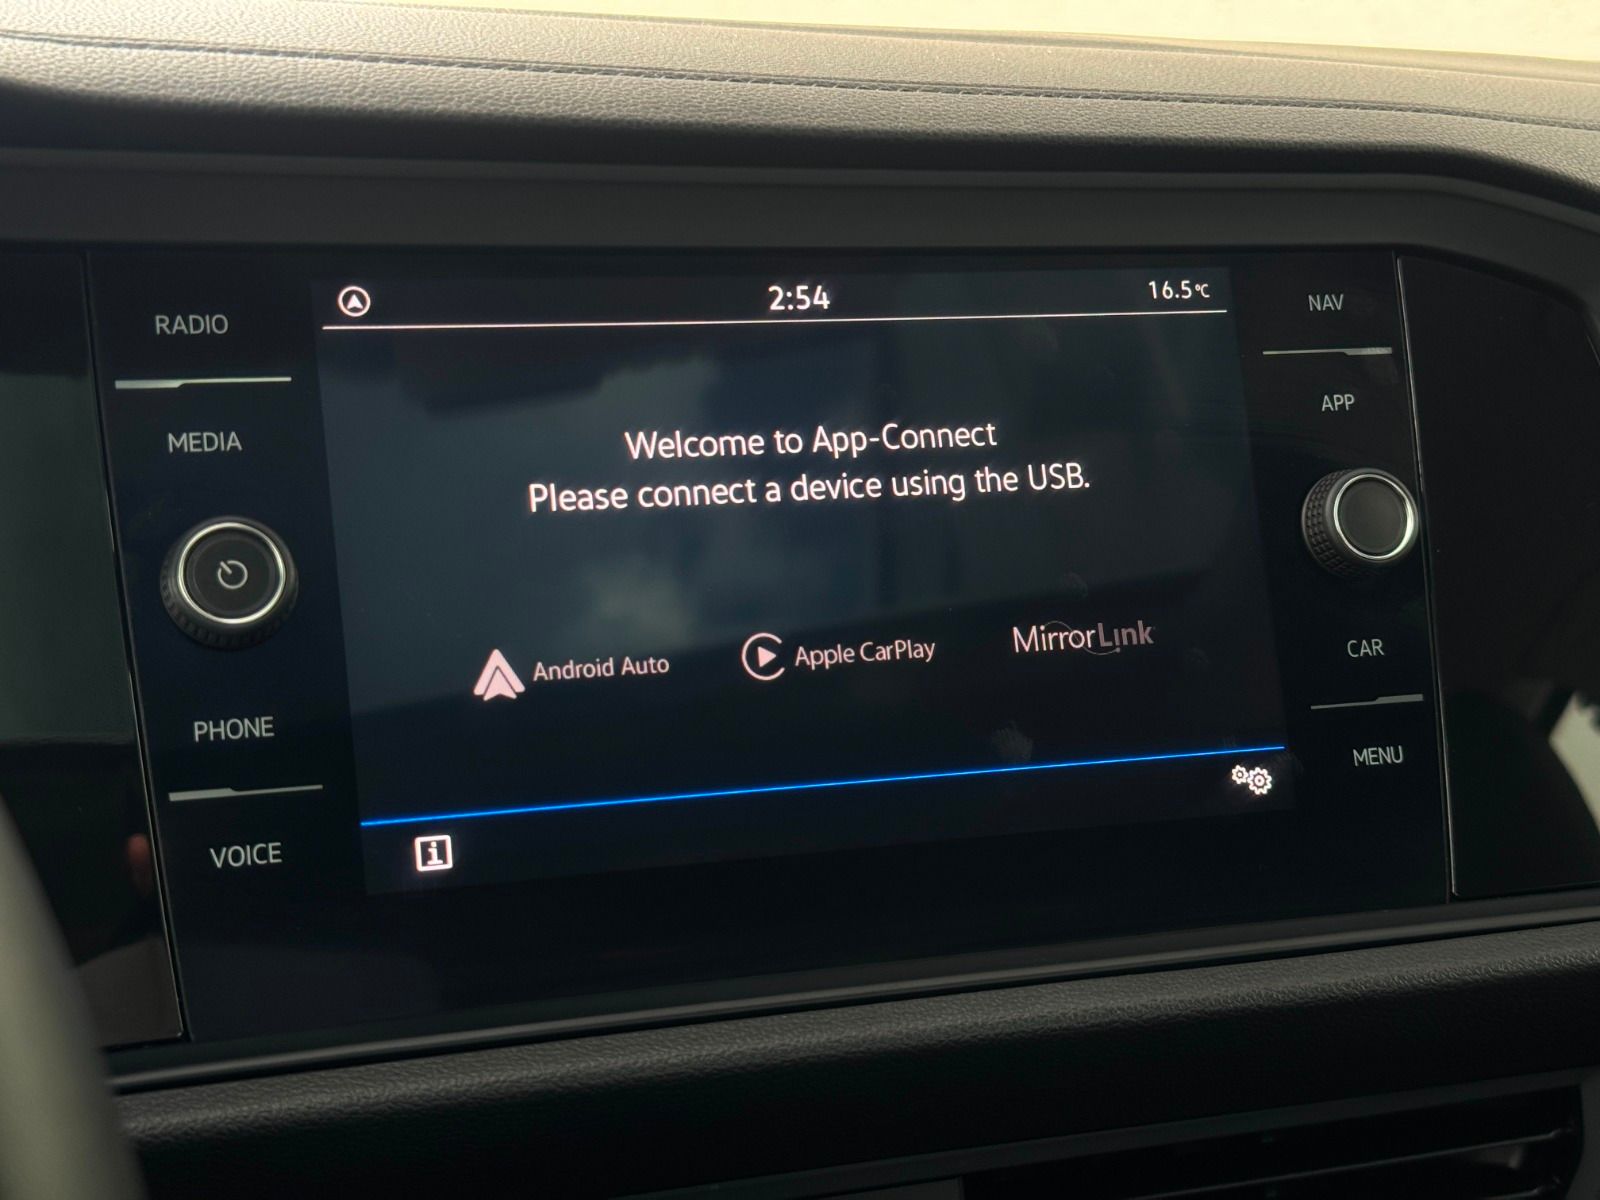 2:54
16.5°C
RADIO
MEDIA
PHONE
VOICE
Welcome to App-Connect
Please connect a device using the USB.
Android Auto
Apple CarPlay
MirrorLink
NAV
APP
CAR
MENU